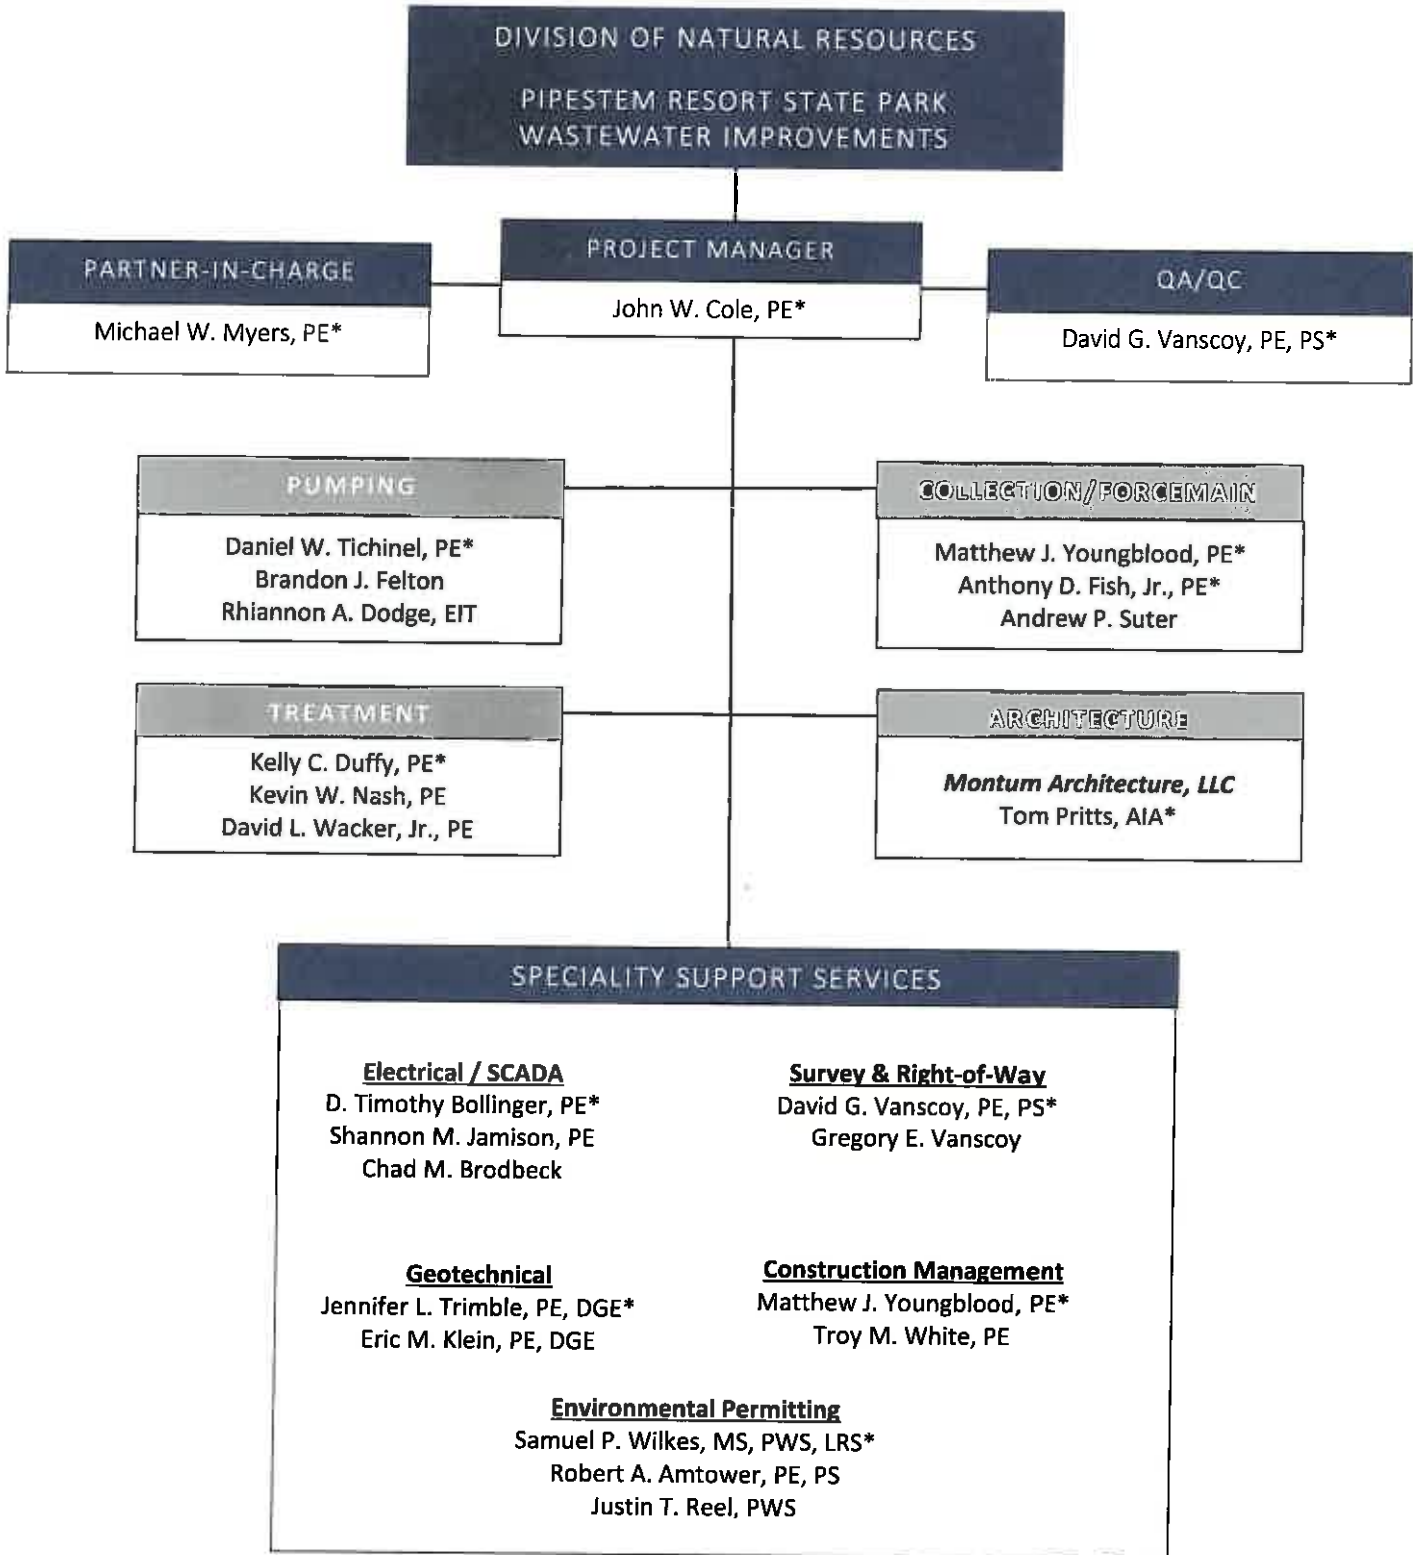 DIVISION OF NATURAL RESOURCES
PIPESTEM RESORT STATE PARK
WASTEWATER IMPROVEMENTS
PARTNER-IN-CHARGE
Michael W. Myers, PE*
PROJECT MANAGER
John W. Cole, PE*
QA/QC
David G. Vanscoy, PE, PS*
PUMPING
Daniel W. Tichinel, PE*
Brandon J. Felton
Rhiannon A. Dodge, EIT
COLLECTION/FORCEMAIN
Matthew J. Youngblood, PE*
Anthony D. Fish, Jr., PE*
Andrew P. Suter
TREATMENT
Kelly C. Duffy, PE*
Kevin W. Nash, PE
David L. Wacker, Jr., PE
ARCHITECTURE
Montum Architecture, LLC
Tom Pritts, AIA*
SPECIALITY SUPPORT SERVICES
Electrical / SCADA
D. Timothy Bollinger, PE*
Shannon M. Jamison, PE
Chad M. Brodbeck
Survey & Right-of-Way
David G. Vanscoy, PE, PS*
Gregory E. Vanscoy
Geotechnical
Jennifer L. Trimble, PE, DGE*
Eric M. Klein, PE, DGE
Construction Management
Matthew J. Youngblood, PE*
Troy M. White, PE
Environmental Permitting
Samuel P. Wilkes, MS, PWS, LRS*
Robert A. Amtower, PE, PS
Justin T. Reel, PWS